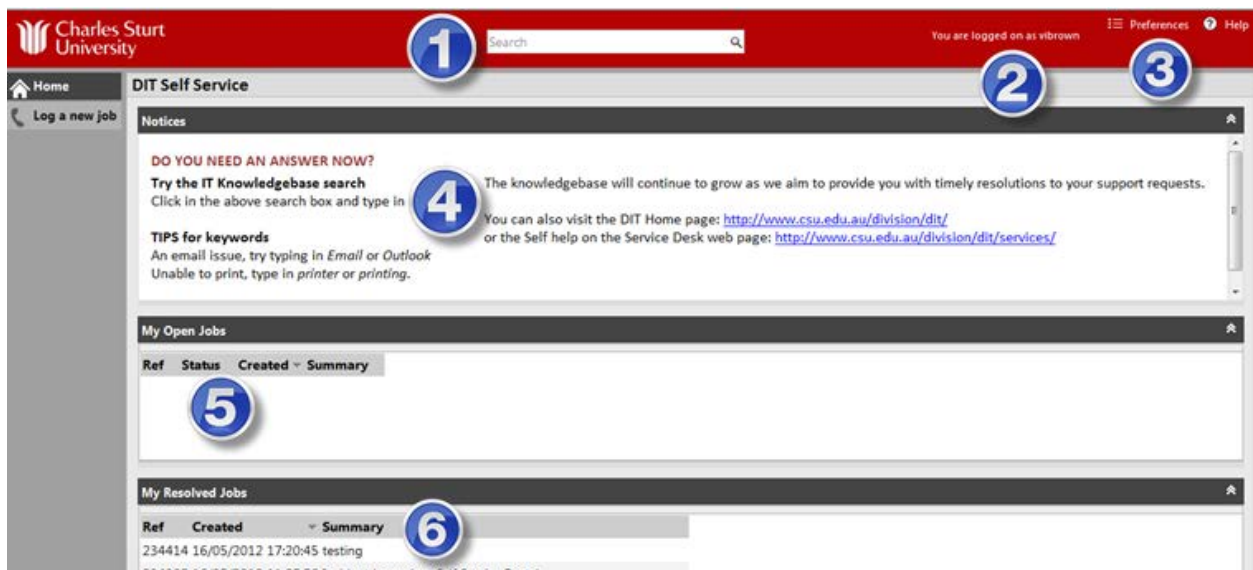 Charles Sturt
University
1
Search
You are logged on as vibrown
2
Preferences
Help
3
Home
Log a new job
DIT Self Service
Notices
DO YOU NEED AN ANSWER NOW?
Try the IT Knowledgebase search
Click in the above search box and type in
TIPS for keywords
An email issue, try typing in Email or Outlook
Unable to print, type in printer or printing.
4
The knowledgebase will continue to grow as we aim to provide you with timely resolutions to your support requests.
You can also visit the DIT Home page: http://www.csu.edu.au/division/dit/
or the Self help on the Service Desk web page: http://www.csu.edu.au/division/dit/services/
My Open Jobs
Ref Status Created Summary
5
My Resolved Jobs
Ref Created Summary
6
234414 16/05/2012 17:20:45 testing